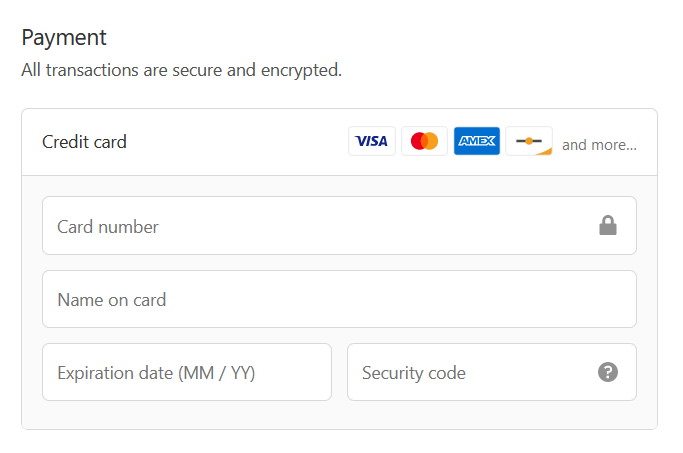 Payment
All transactions are secure and encrypted.
Credit card VISA AMEX and more...
Card number
Name on card
Expiration date (MM / YY) Security code ?